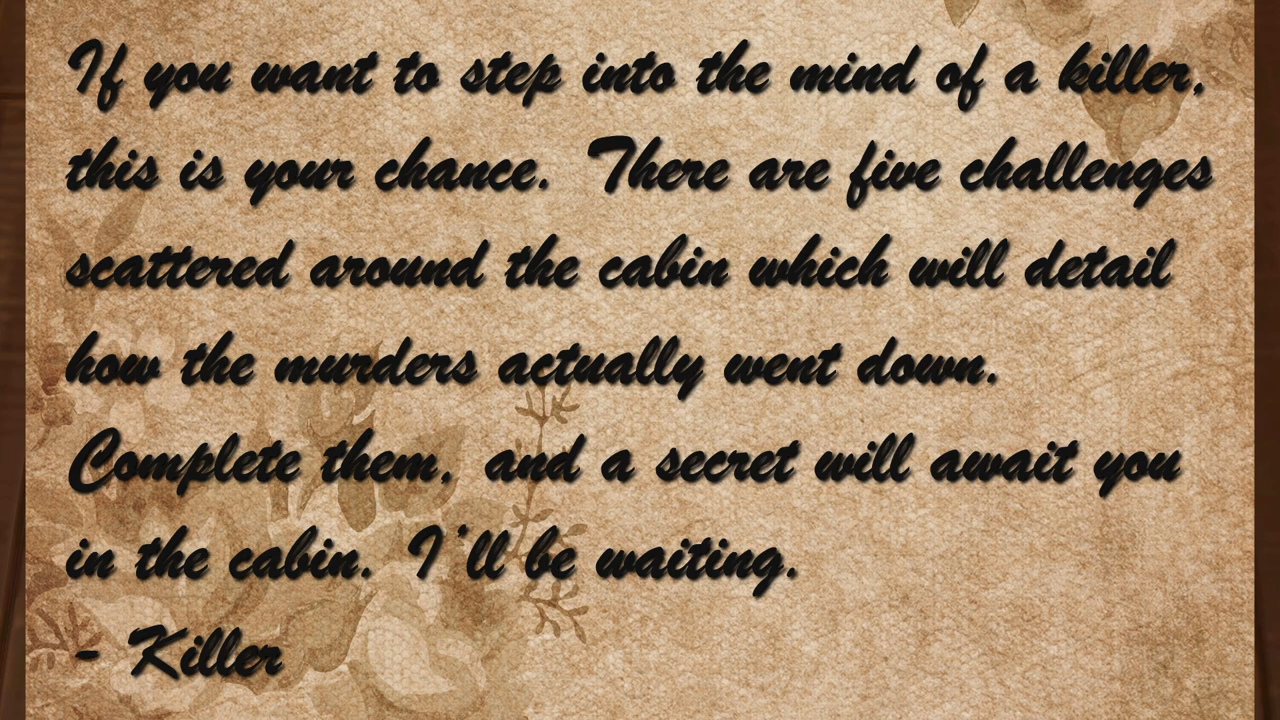 If you want to step into the mind of a killer,
this is your chance. There are five challenges
scattered around the cabin which will detail
how the murders actually went down.
Complete them, and a secret will await you
in the cabin. I'll be waiting.
- Killer